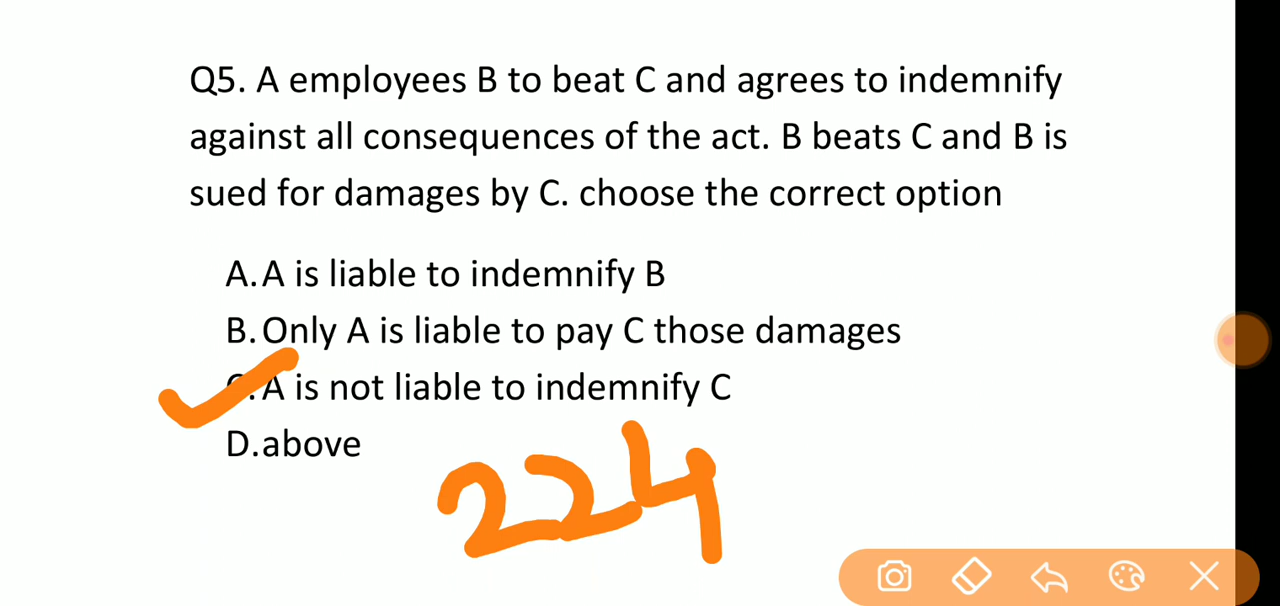 Q5. A employees B to beat C and agrees to indemnify
against all consequences of the act. B beats C and B is
sued for damages by C. choose the correct option
A. A is liable to indemnify B
B. Only A is liable to pay C those damages
C. A is not liable to indemnify C
D. above
224